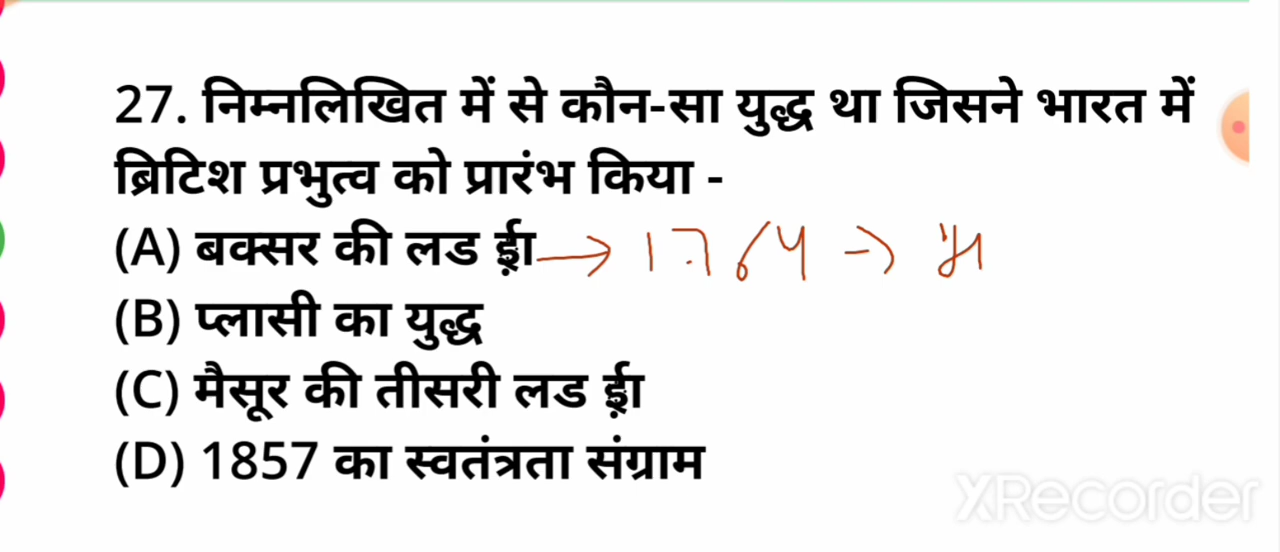 27. निम्नलिखित में से कौन-सा युद्ध था जिसने भारत में
ब्रिटिश प्रभुत्व को प्रारंभ किया -
(A) बक्सर की लड ़ाई → 1764 →
(B) प्लासी का युद्ध
(C) मैसूर की तीसरी लड ़ाई
(D) 1857 का स्वतंत्रता संग्राम
XRecorder